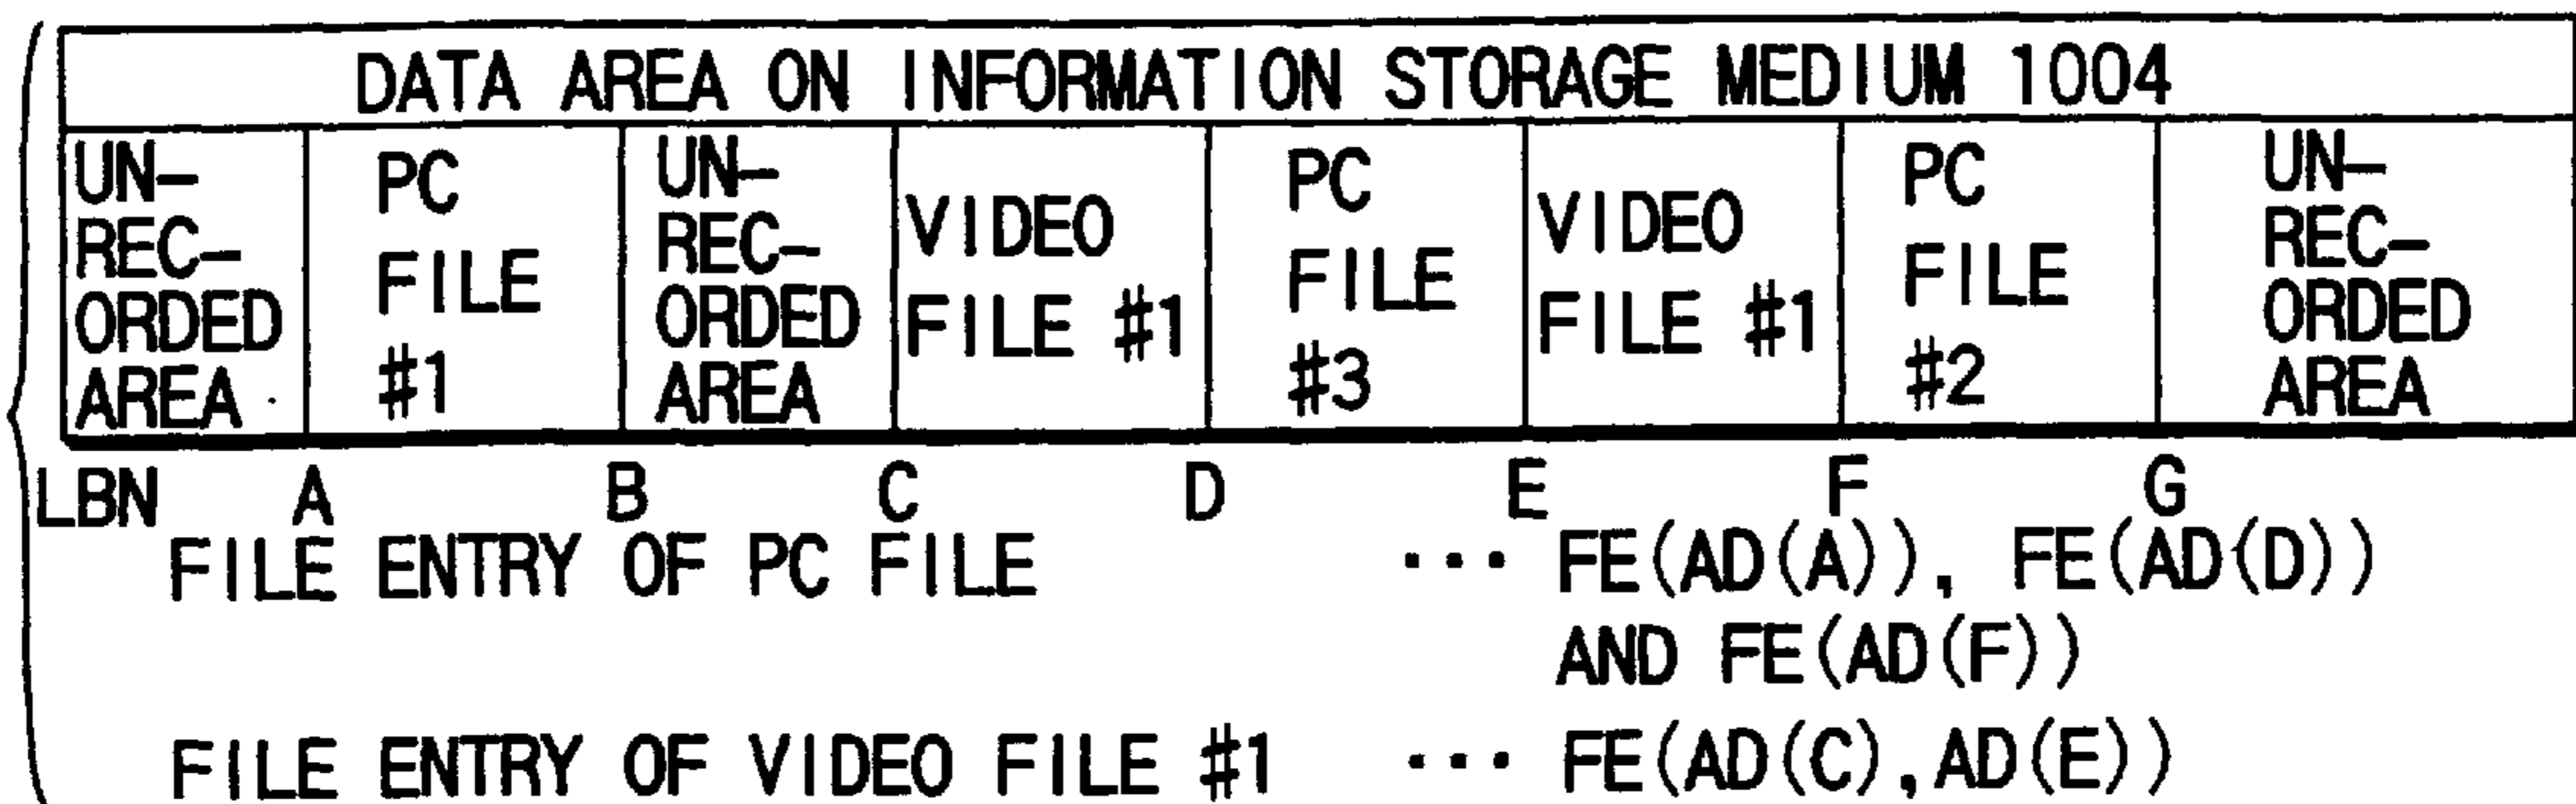 DATA AREA ON INFORMATION STORAGE MEDIUM 1004
UN-
REC-
ORDED
AREA
PC
FILE
#1
UN-
REC-
ORDED
AREA
VIDEO
FILE #1
PC
FILE
#3
VIDEO
FILE #1
PC
FILE
#2
UN-
REC-
ORDED
AREA
LBN A B C D E F G
FILE ENTRY OF PC FILE ··· FE(AD(A)), FE(AD(D))
AND FE(AD(F))
FILE ENTRY OF VIDEO FILE #1 ··· FE(AD(C),AD(E))